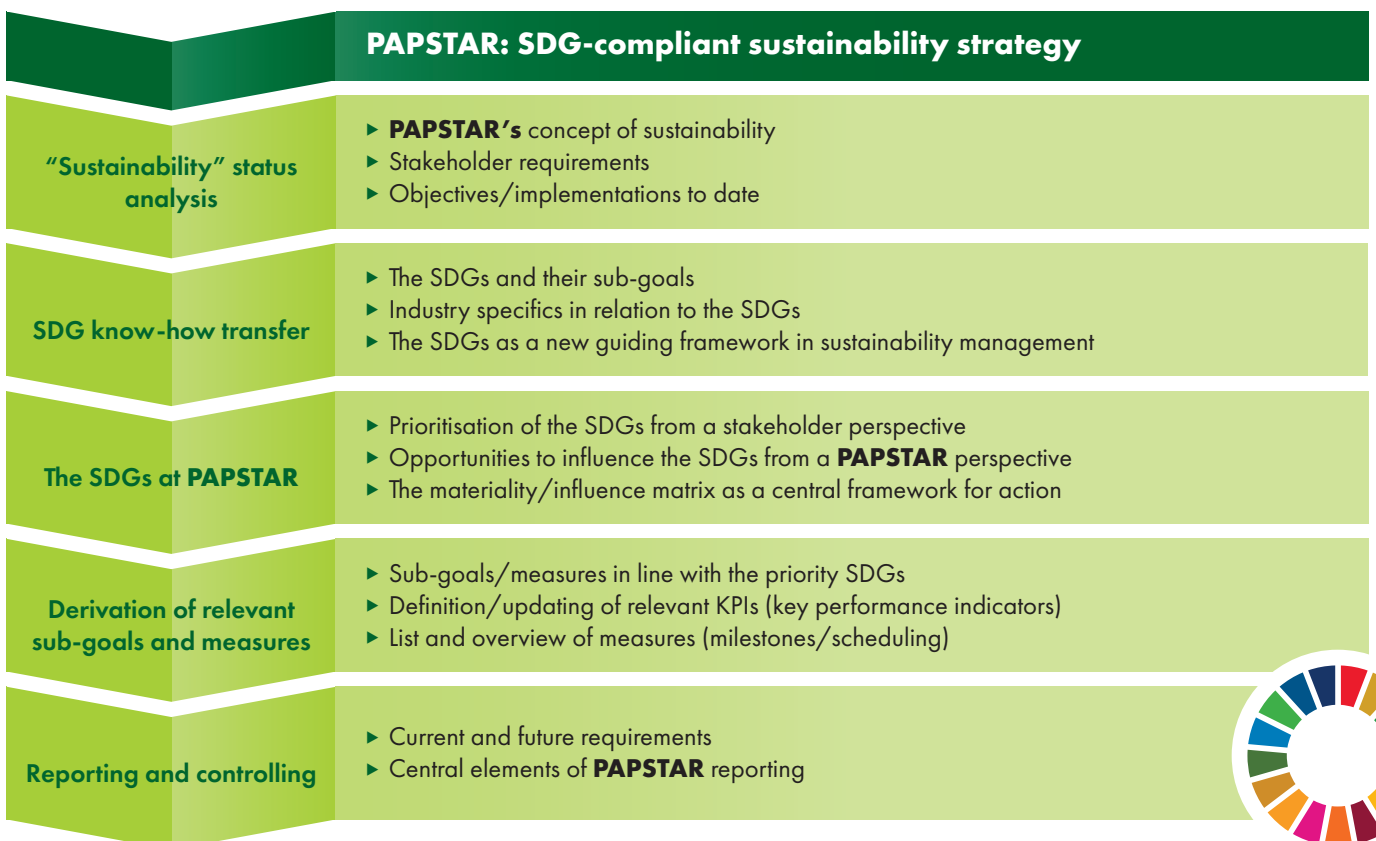 PAPSTAR: SDG-compliant sustainability strategy
“Sustainability” status
analysis
▸ PAPSTAR’s concept of sustainability
▸ Stakeholder requirements
▸ Objectives/implementations to date
SDG know-how transfer
▸ The SDGs and their sub-goals
▸ Industry specifics in relation to the SDGs
▸ The SDGs as a new guiding framework in sustainability management
The SDGs at PAPSTAR
▸ Prioritisation of the SDGs from a stakeholder perspective
▸ Opportunities to influence the SDGs from a PAPSTAR perspective
▸ The materiality/influence matrix as a central framework for action
Derivation of relevant
sub-goals and measures
▸ Sub-goals/measures in line with the priority SDGs
▸ Definition/updating of relevant KPIs (key performance indicators)
▸ List and overview of measures (milestones/scheduling)
Reporting and controlling
▸ Current and future requirements
▸ Central elements of PAPSTAR reporting